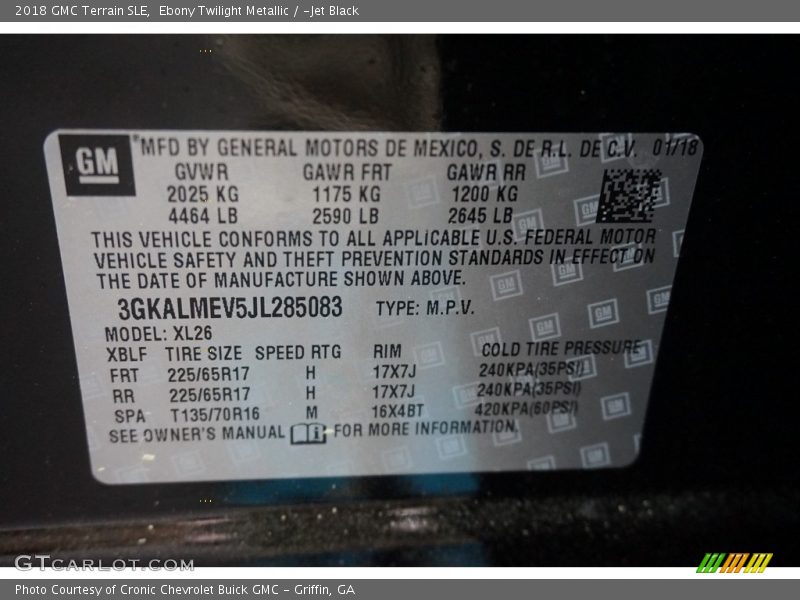 2018 GMC Terrain SLE, Ebony Twilight Metallic / -Jet Black
GM
MFD BY GENERAL MOTORS DE MEXICO, S. DE R.L. DE C.V. 01/18
GVWR GAWR FRT GAWR RR
2025 KG 1175 KG 1200 KG
4464 LB 2590 LB 2645 LB
THIS VEHICLE CONFORMS TO ALL APPLICABLE U.S. FEDERAL MOTOR
VEHICLE SAFETY AND THEFT PREVENTION STANDARDS IN EFFECT ON
THE DATE OF MANUFACTURE SHOWN ABOVE.
3GKALMEV5JL285083 TYPE: M.P.V.
MODEL: XL26
XBLF TIRE SIZE SPEED RTG RIM COLD TIRE PRESSURE
FRT 225/65R17 H 17X7J 240KPA(35PSI)
RR 225/65R17 H 17X7J 240KPA(35PSI)
SPA T135/70R16 M 16X4BT 420KPA(60PSI)
SEE OWNER'S MANUAL i FOR MORE INFORMATION.
GTCARLOT.COM
Photo Courtesy of Cronic Chevrolet Buick GMC - Griffin, GA